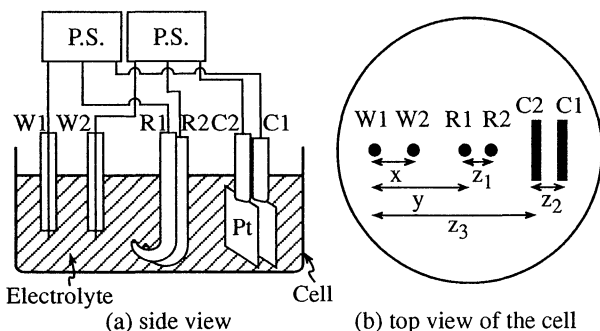 P.S. P.S.
W1 W2 R1 R2 C2 C1
Pt
Electrolyte Cell
(a) side view
C2 C1
W1 W2 R1 R2
x z1
y z2
z3
(b) top view of the cell